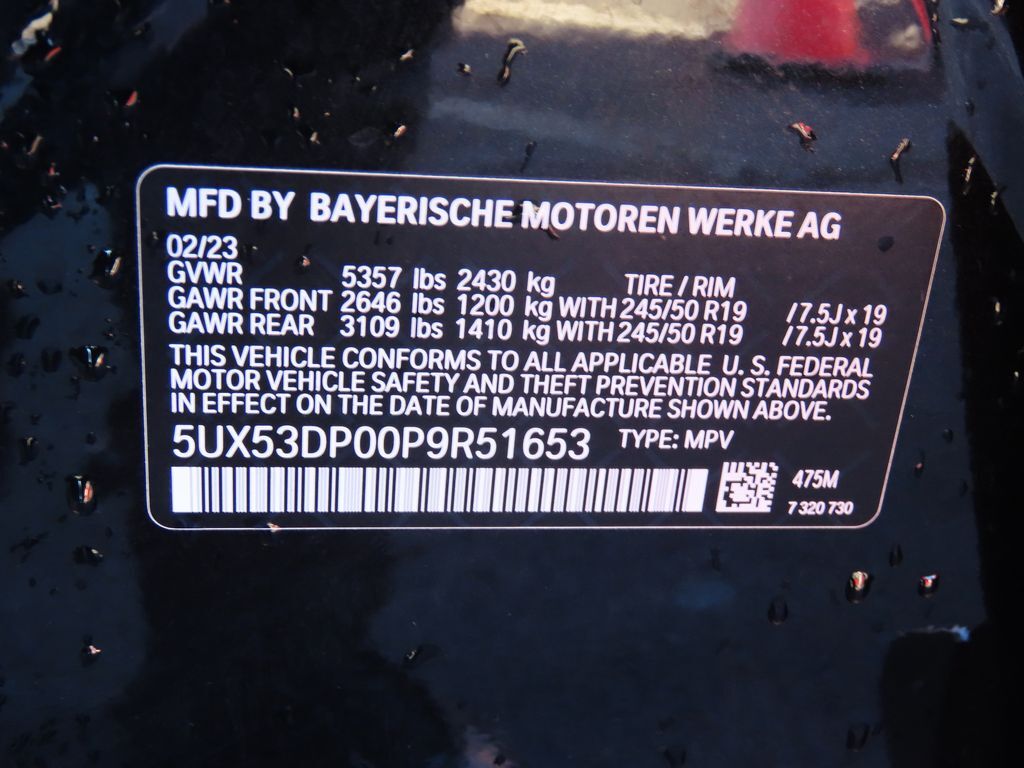 MFD BY BAYERISCHE MOTOREN WERKE AG
02/23
GVWR 5357 lbs 2430 kg TIRE / RIM
GAWR FRONT 2646 lbs 1200 kg WITH 245/50 R19 /7.5J x 19
GAWR REAR 3109 lbs 1410 kg WITH 245/50 R19 /7.5J x 19
THIS VEHICLE CONFORMS TO ALL APPLICABLE U. S. FEDERAL
MOTOR VEHICLE SAFETY AND THEFT PREVENTION STANDARDS
IN EFFECT ON THE DATE OF MANUFACTURE SHOWN ABOVE.
5UX53DP00P9R51653 TYPE: MPV
475M
7 320 730